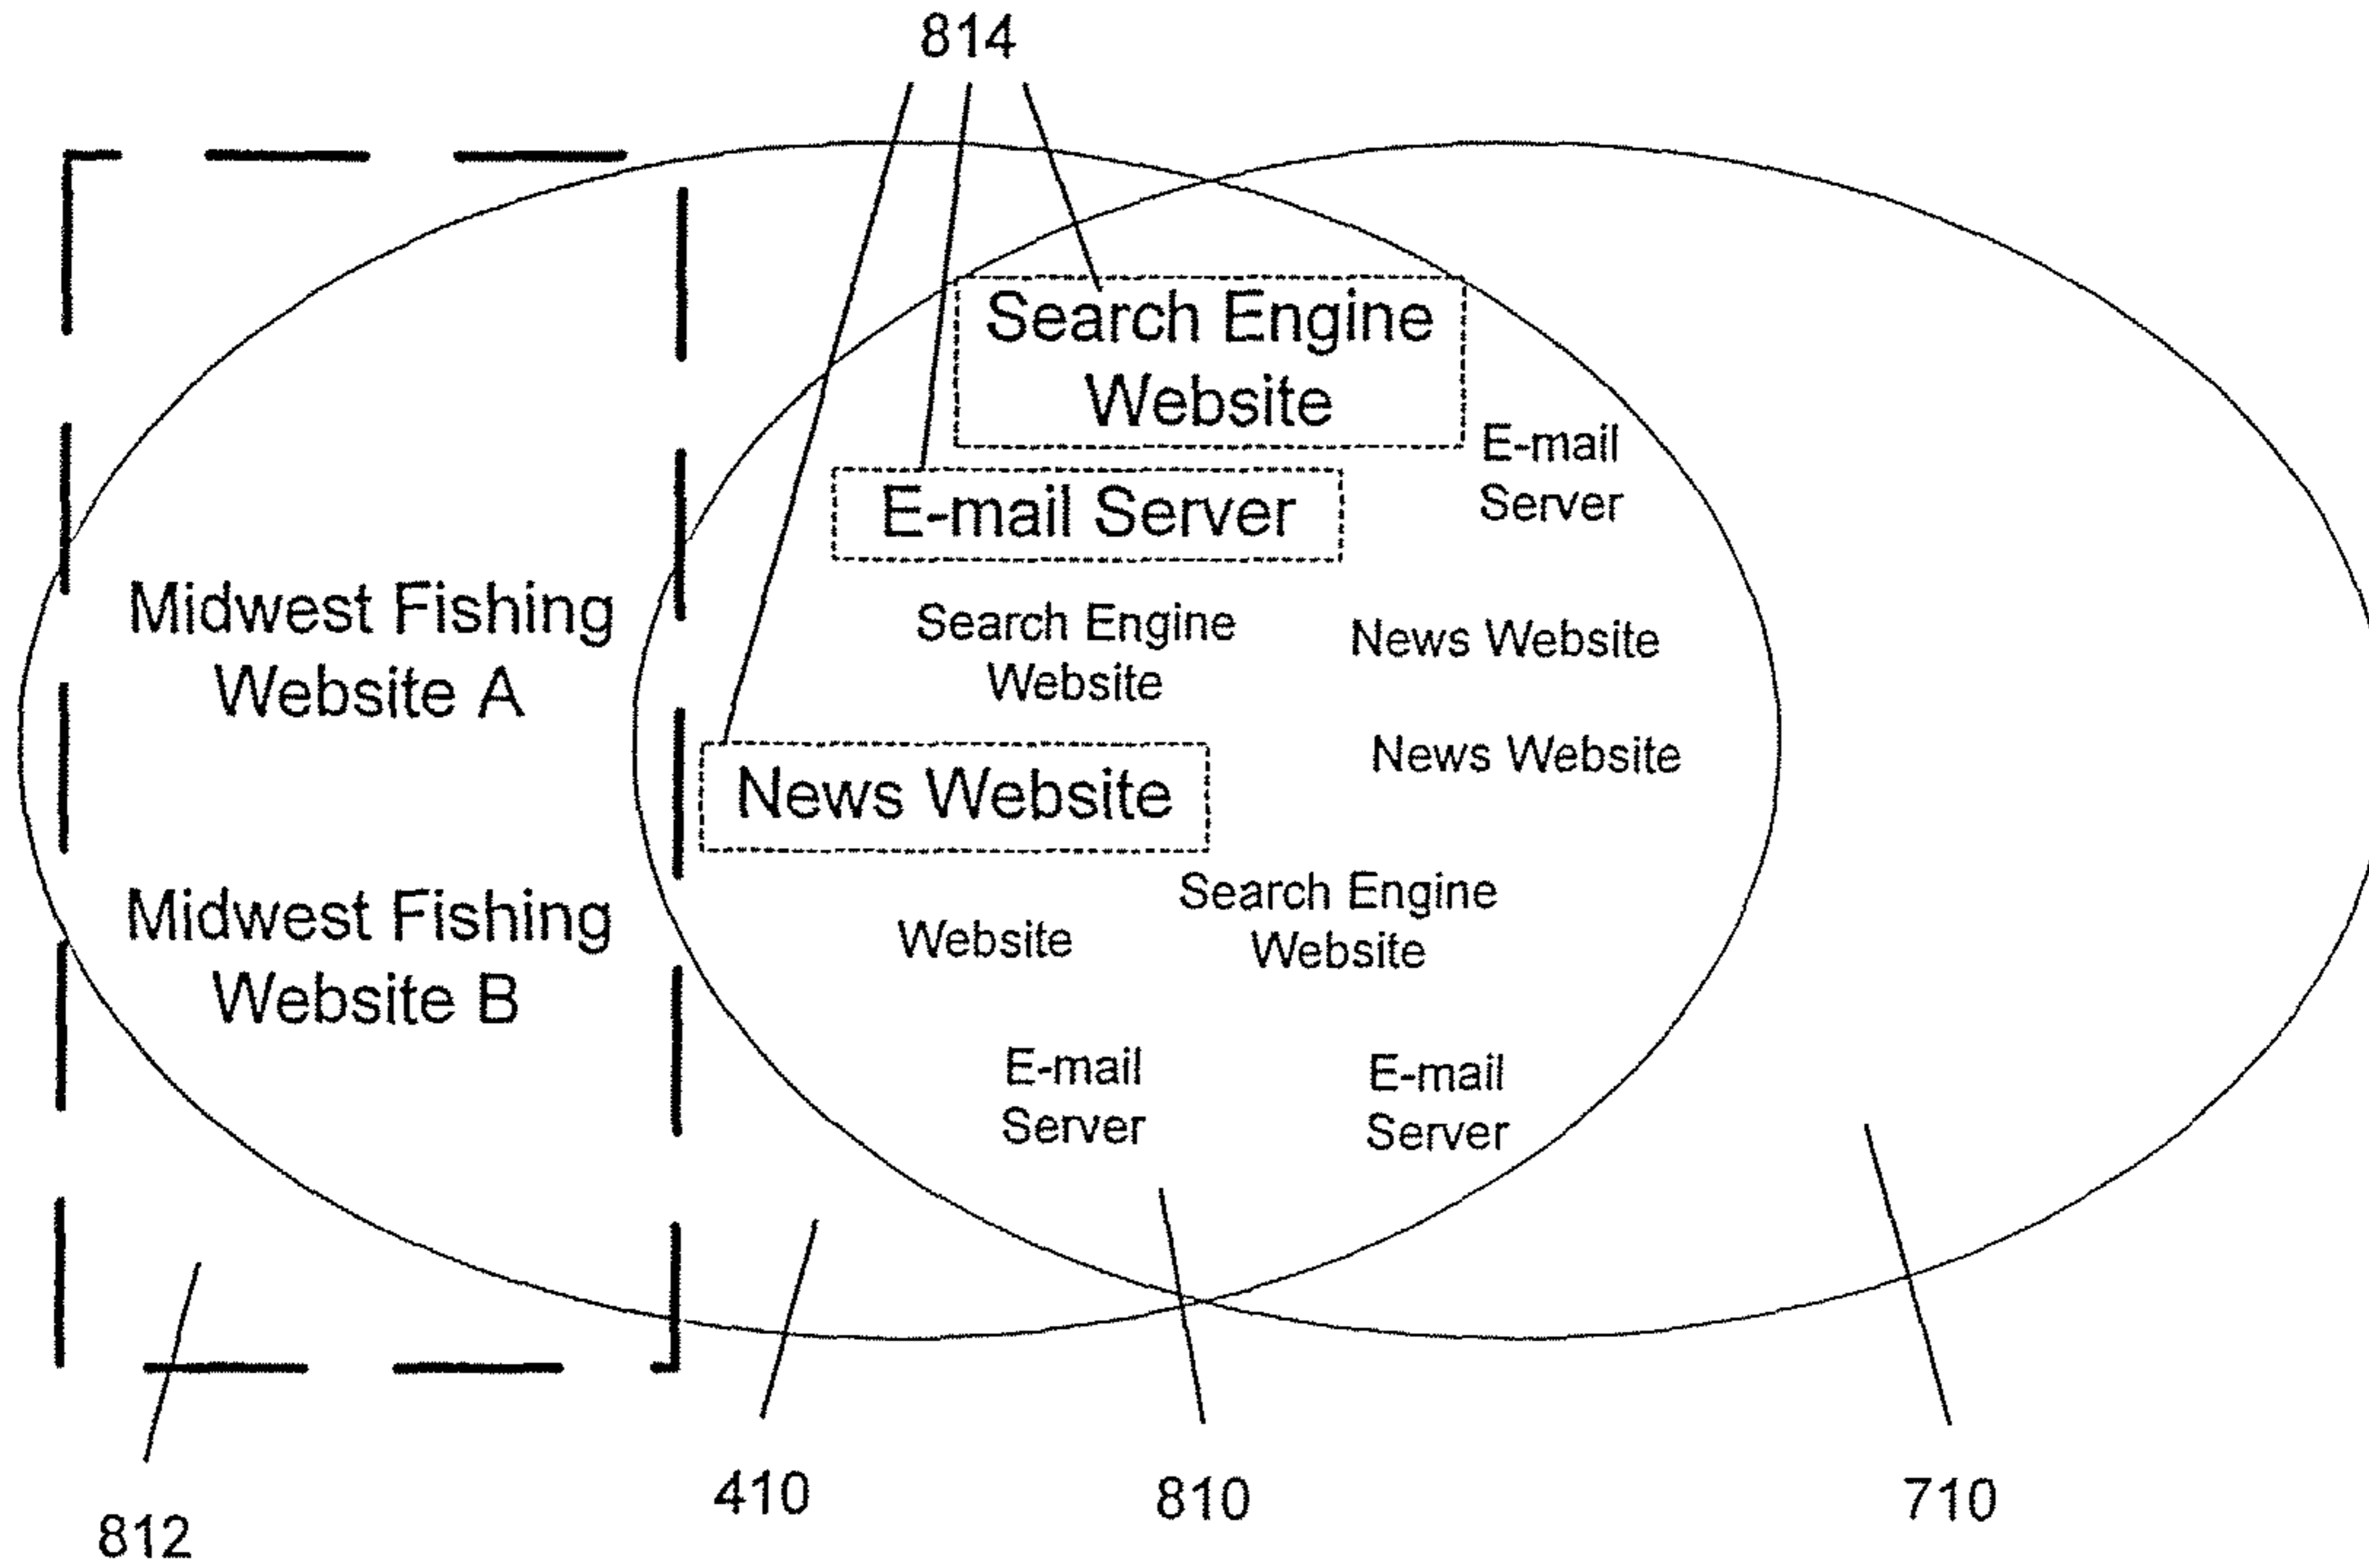 814
Search Engine
Website
E-mail
Server
E-mail Server
Midwest Fishing
Website A
Search Engine
Website
News Website
News Website
News Website
Midwest Fishing
Website B
Website
Search Engine
Website
E-mail
Server
E-mail
Server
812
410
810
710